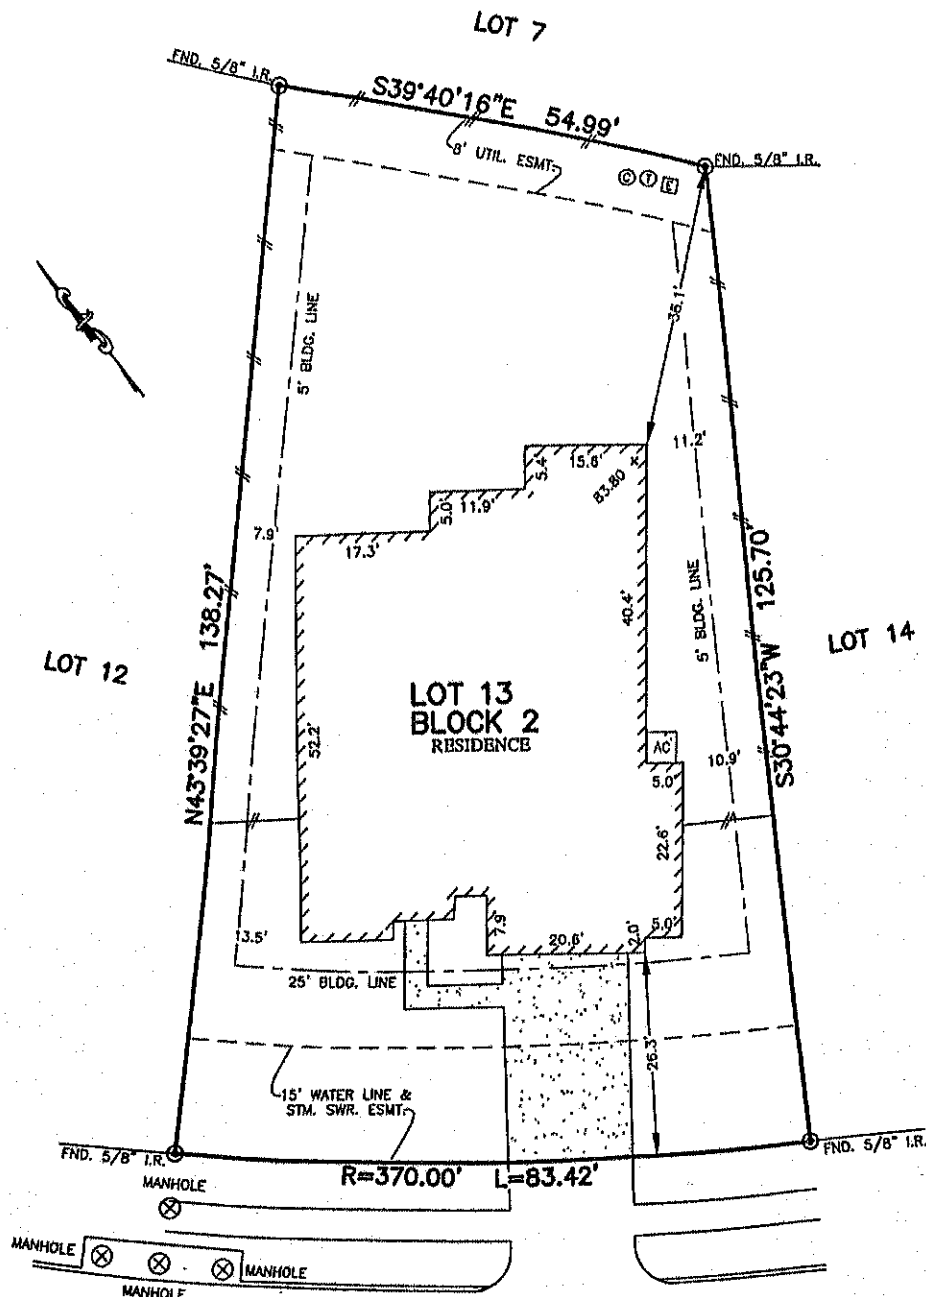 LOT 7
FND. 5/8" I.R.
S39°40'16"E 54.99'
8' UTIL. ESMT.
C T E
FND. 5/8" I.R.
5' BLDG. LINE
11.2'
15.6'
5.4'
83.80
5.0'
11.9'
7.9'
17.3'
40.4'
5' BLDG. LINE
N43°39'27"E 138.27'
S30°44'23"W 125.70'
LOT 12
LOT 14
LOT 13
BLOCK 2
RESIDENCE
52.2'
AC
5.0'
10.9'
22.6'
13.5'
7.9'
20.6'
2.0'
5.0'
25' BLDG. LINE
26.3'
15' WATER LINE &
STM. SWR. ESMT.
FND. 5/8" I.R.
FND. 5/8" I.R.
R=370.00' L=83.42'
MANHOLE
MANHOLE
MANHOLE
MANHOLE